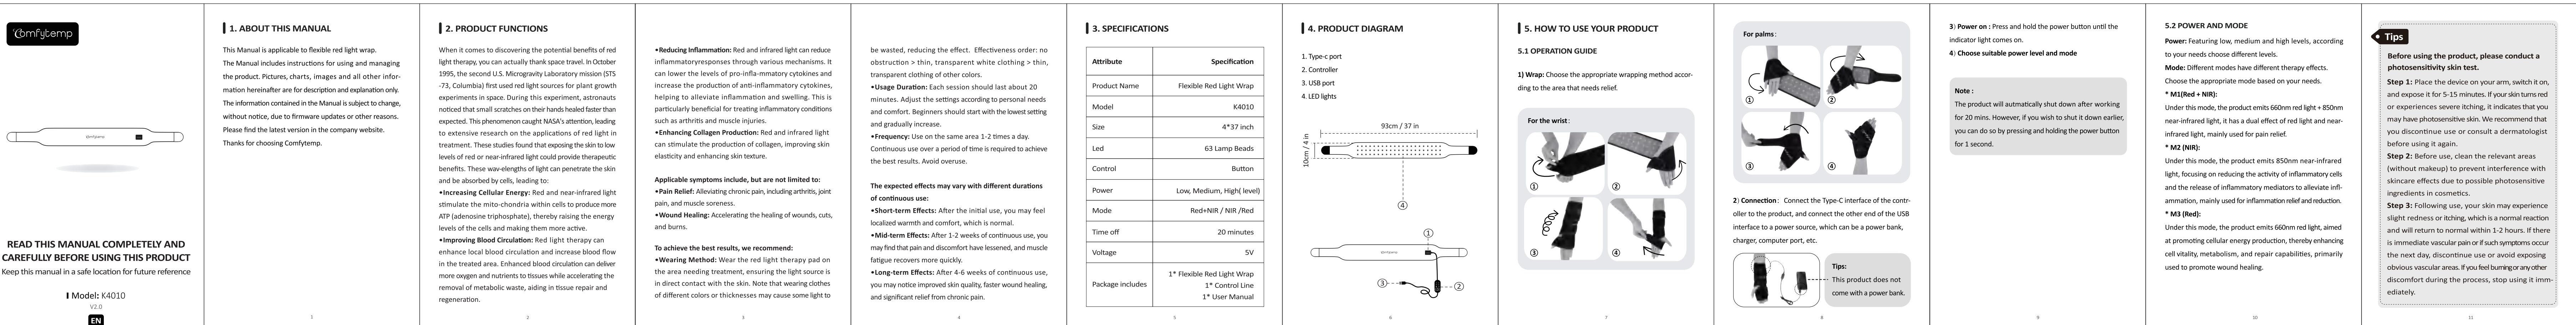 Comfytemp
Comfytemp
READ THIS MANUAL COMPLETELY AND
CAREFULLY BEFORE USING THIS PRODUCT
Keep this manual in a safe location for future reference
Model: K4010
V2.0
EN
1. ABOUT THIS MANUAL
This Manual is applicable to flexible red light wrap.
The Manual includes instructions for using and managing
the product. Pictures, charts, images and all other infor-
mation hereinafter are for description and explanation only.
The information contained in the Manual is subject to change,
without notice, due to firmware updates or other reasons.
Please find the latest version in the company website.
Thanks for choosing Comfytemp.
1
2. PRODUCT FUNCTIONS
When it comes to discovering the potential benefits of red
light therapy, you can actually thank space travel. In October
1995, the second U.S. Microgravity Laboratory mission (STS
-73, Columbia) first used red light sources for plant growth
experiments in space. During this experiment, astronauts
noticed that small scratches on their hands healed faster than
expected. This phenomenon caught NASA's attention, leading
to extensive research on the applications of red light in
treatment. These studies found that exposing the skin to low
levels of red or near-infrared light could provide therapeutic
benefits. These wav-elengths of light can penetrate the skin
and be absorbed by cells, leading to:
•Increasing Cellular Energy: Red and near-infrared light
stimulate the mito-chondria within cells to produce more
ATP (adenosine triphosphate), thereby raising the energy
levels of the cells and making them more active.
•Improving Blood Circulation: Red light therapy can
enhance local blood circulation and increase blood flow
in the treated area. Enhanced blood circulation can deliver
more oxygen and nutrients to tissues while accelerating the
removal of metabolic waste, aiding in tissue repair and
regeneration.
2
•Reducing Inflammation: Red and infrared light can reduce
inflammatoryresponses through various mechanisms. It
can lower the levels of pro-infla-mmatory cytokines and
increase the production of anti-inflammatory cytokines,
helping to alleviate inflammation and swelling. This is
particularly beneficial for treating inflammatory conditions
such as arthritis and muscle injuries.
•Enhancing Collagen Production: Red and infrared light
can stimulate the production of collagen, improving skin
elasticity and enhancing skin texture.
Applicable symptoms include, but are not limited to:
•Pain Relief: Alleviating chronic pain, including arthritis, joint
pain, and muscle soreness.
•Wound Healing: Accelerating the healing of wounds, cuts,
and burns.
To achieve the best results, we recommend:
•Wearing Method: Wear the red light therapy pad on
the area needing treatment, ensuring the light source is
in direct contact with the skin. Note that wearing clothes
of different colors or thicknesses may cause some light to
3
be wasted, reducing the effect. Effectiveness order: no
obstruction > thin, transparent white clothing > thin,
transparent clothing of other colors.
•Usage Duration: Each session should last about 20
minutes. Adjust the settings according to personal needs
and comfort. Beginners should start with the lowest setting
and gradually increase.
•Frequency: Use on the same area 1-2 times a day.
Continuous use over a period of time is required to achieve
the best results. Avoid overuse.
The expected effects may vary with different durations
of continuous use:
•Short-term Effects: After the initial use, you may feel
localized warmth and comfort, which is normal.
•Mid-term Effects: After 1-2 weeks of continuous use, you
may find that pain and discomfort have lessened, and muscle
fatigue recovers more quickly.
•Long-term Effects: After 4-6 weeks of continuous use,
you may notice improved skin quality, faster wound healing,
and significant relief from chronic pain.
4
3. SPECIFICATIONS
Attribute Specification
Product Name Flexible Red Light Wrap
Model K4010
Size 4*37 inch
Led 63 Lamp Beads
Control Button
Power Low, Medium, High( level)
Mode Red+NIR / NIR /Red
Time off 20 minutes
Voltage 5V
Package includes 1* Flexible Red Light Wrap
1* Control Line
1* User Manual
5
4. PRODUCT DIAGRAM
1. Type-c port
2. Controller
3. USB port
4. LED lights
93cm / 37 in
10cm / 4 in
④
①
Comfytemp
③
②
6
5. HOW TO USE YOUR PRODUCT
5.1 OPERATION GUIDE
1) Wrap: Choose the appropriate wrapping method accor-
ding to the area that needs relief.
For the wrist:
①
②
③
④
7
For palms:
①
②
③
④
2) Connection: Connect the Type-C interface of the contr-
oller to the product, and connect the other end of the USB
interface to a power source, which can be a power bank,
charger, computer port, etc.
Tips:
This product does not
come with a power bank.
8
3) Power on : Press and hold the power button until the
indicator light comes on.
4) Choose suitable power level and mode
Note :
The product will autmatically shut down after working
for 20 mins. However, if you wish to shut it down earlier,
you can do so by pressing and holding the power button
for 1 second.
9
5.2 POWER AND MODE
Power: Featuring low, medium and high levels, according
to your needs choose different levels.
Mode: Different modes have different therapy effects.
Choose the appropriate mode based on your needs.
* M1(Red + NIR):
Under this mode, the product emits 660nm red light + 850nm
near-infrared light, it has a dual effect of red light and near-
infrared light, mainly used for pain relief.
* M2 (NIR):
Under this mode, the product emits 850nm near-infrared
light, focusing on reducing the activity of inflammatory cells
and the release of inflammatory mediators to alleviate infl-
ammation, mainly used for inflammation relief and reduction.
* M3 (Red):
Under this mode, the product emits 660nm red light, aimed
at promoting cellular energy production, thereby enhancing
cell vitality, metabolism, and repair capabilities, primarily
used to promote wound healing.
10
Tips
Before using the product, please conduct a
photosensitivity skin test.
Step 1: Place the device on your arm, switch it on,
and expose it for 5-15 minutes. If your skin turns red
or experiences severe itching, it indicates that you
may have photosensitive skin. We recommend that
you discontinue use or consult a dermatologist
before using it again.
Step 2: Before use, clean the relevant areas
(without makeup) to prevent interference with
skincare effects due to possible photosensitive
ingredients in cosmetics.
Step 3: Following use, your skin may experience
slight redness or itching, which is a normal reaction
and will return to normal within 1-2 hours. If there
is immediate vascular pain or if such symptoms occur
the next day, discontinue use or avoid exposing
obvious vascular areas. If you feel burning or any other
discomfort during the process, stop using it imm-
ediately.
11